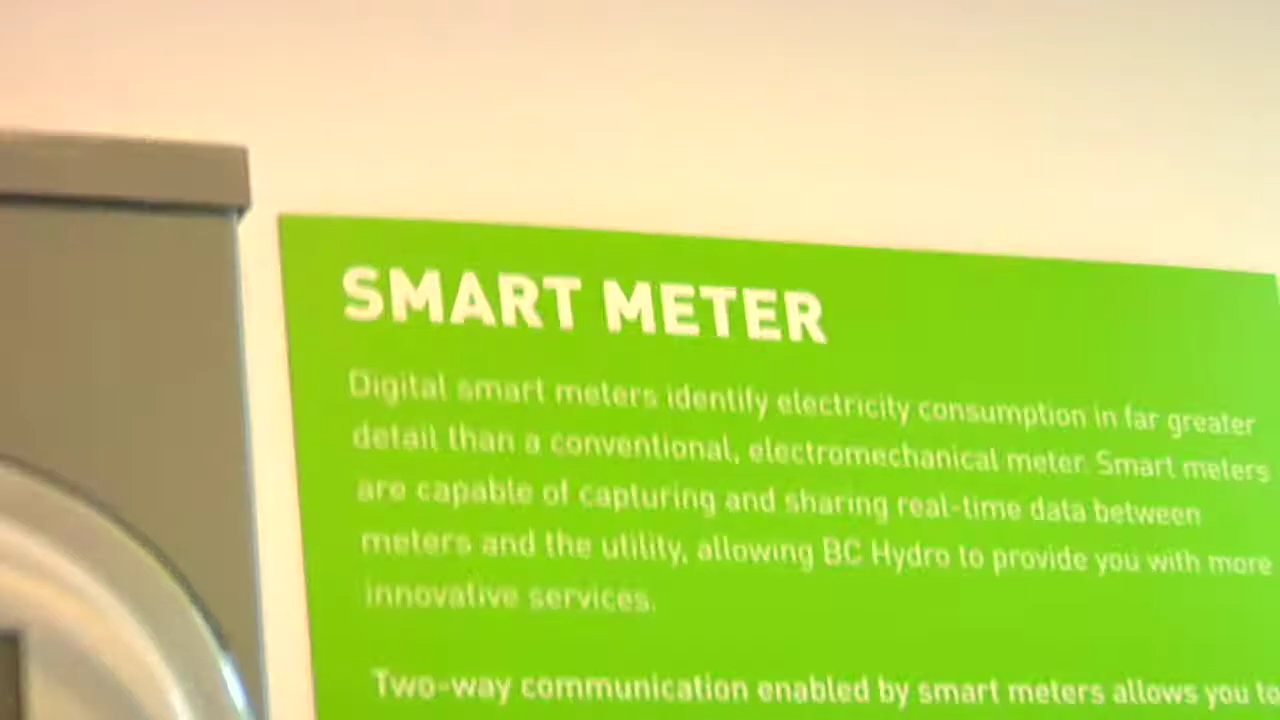 SMART METER
Digital smart meters identify electricity consumption in far greater
detail than a conventional, electromechanical meter. Smart meters
are capable of capturing and sharing real-time data between
meters and the utility, allowing BC Hydro to provide you with more
innovative services.
Two-way communication enabled by smart meters allows you to